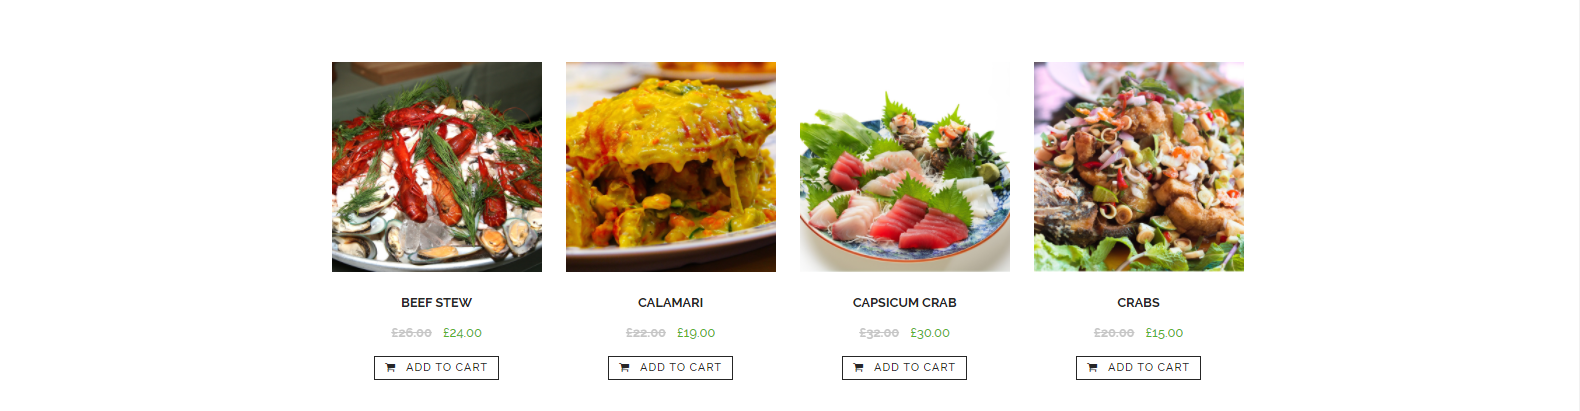 BEEF STEW
£26.00 £24.00
ADD TO CART
CALAMARI
£22.00 £19.00
ADD TO CART
CAPSICUM CRAB
£32.00 £30.00
ADD TO CART
CRABS
£20.00 £15.00
ADD TO CART